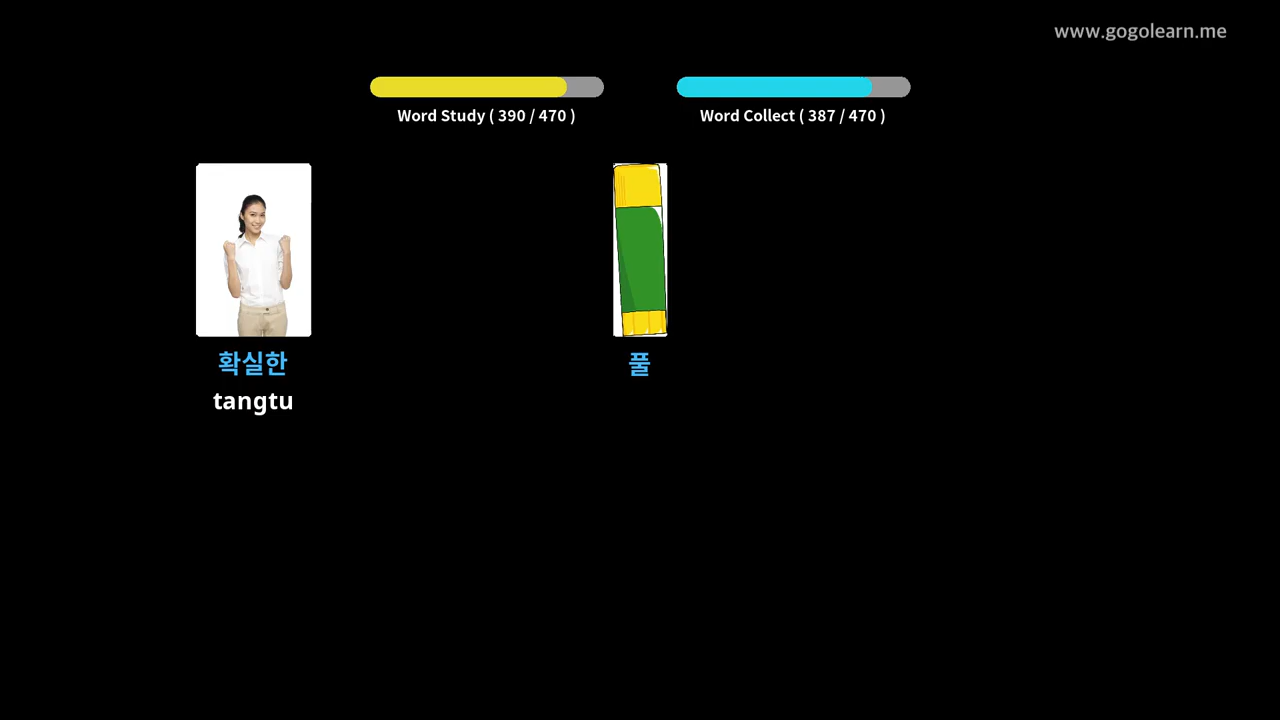 www.gogolearn.me
Word Study ( 390 / 470 )
Word Collect ( 387 / 470 )
확실한
tangtu
풀